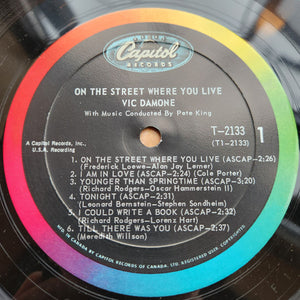 Capitol
RECORDS
ON THE STREET WHERE YOU LIVE
VIC DAMONE
With Music Conducted By Pete King
T-2133
(T1-2133)
1
A Capitol Records, Inc.,
U.S.A. Recording
1. ON THE STREET WHERE YOU LIVE (ASCAP-2:26)
(Frederick Loewe-Alan Jay Lerner)
2. I AM IN LOVE (ASCAP-2:24) (Cole Porter)
3. YOUNGER THAN SPRINGTIME (ASCAP-3:20)
(Richard Rodgers-Oscar Hammerstein II)
4. TONIGHT (ASCAP-2:31)
(Leonard Bernstein-Stephen Sondheim)
5. I COULD WRITE A BOOK (ASCAP-2:32)
(Richard Rodgers-Lorenz Hart)
6. TILL THERE WAS YOU (ASCAP-2:37)
(Meredith Willson)
BY CAPITOL RECORDS OF CANADA, LTD. REGISTERED USER. COPYRIGHTED